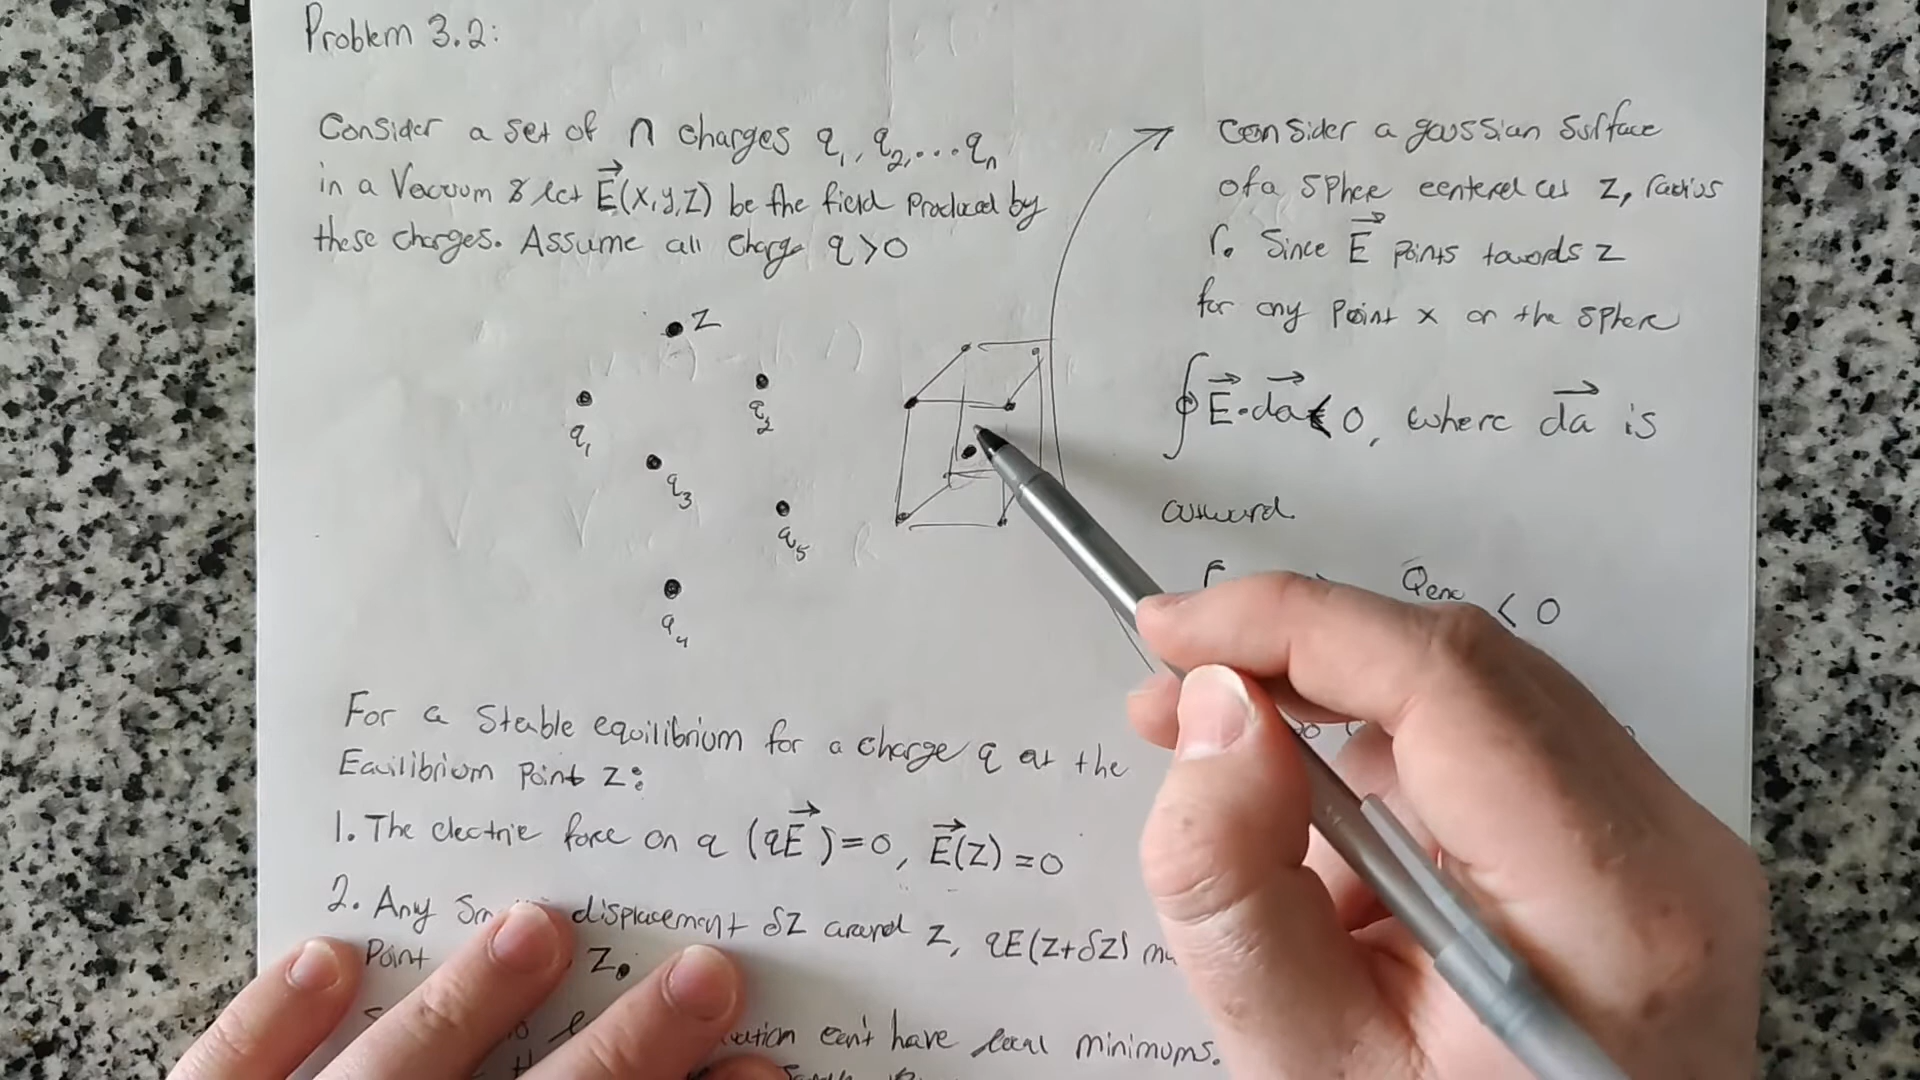 Problem 3.2:
Consider a set of n charges q₁, q₂, ... qₙ
in a Vacuum & let E⃗(x,y,z) be the field produced by
these charges. Assume all charge q>0
z
q₁
q₂
q₃
q₅
q₄
For a Stable equilibrium for a charge q at the
Equilibrium Point z:
1. The electric force on q (qE⃗)=0, E⃗(z)=0
2. Any displacement δz around z, qE(z+δz)
Point z.
can't have local minimums.
Consider a gaussian surface
of a sphere centered at z, radius
r. Since E⃗ points towards z
for any point x on the sphere
∮E⃗·da⃗ < 0, where da⃗ is
outward
Qenc < 0